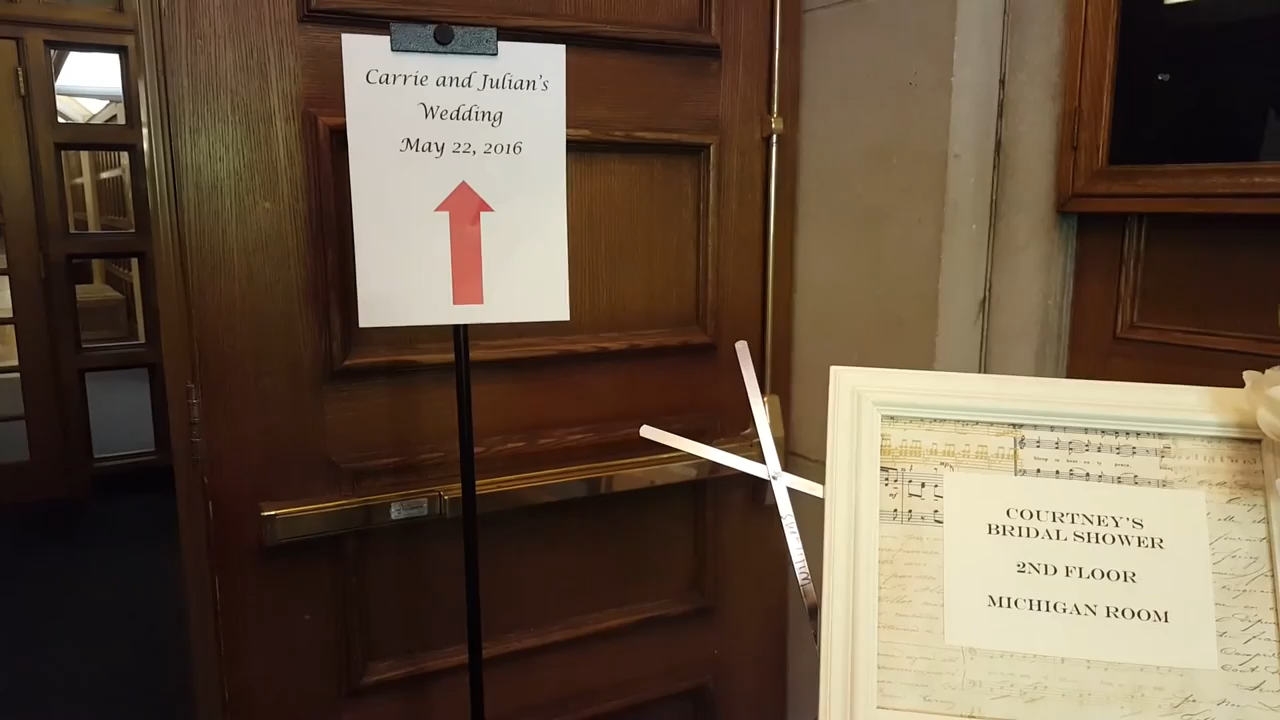 Carrie and Julian's
Wedding
May 22, 2016
COURTNEY'S
BRIDAL SHOWER
2ND FLOOR
MICHIGAN ROOM